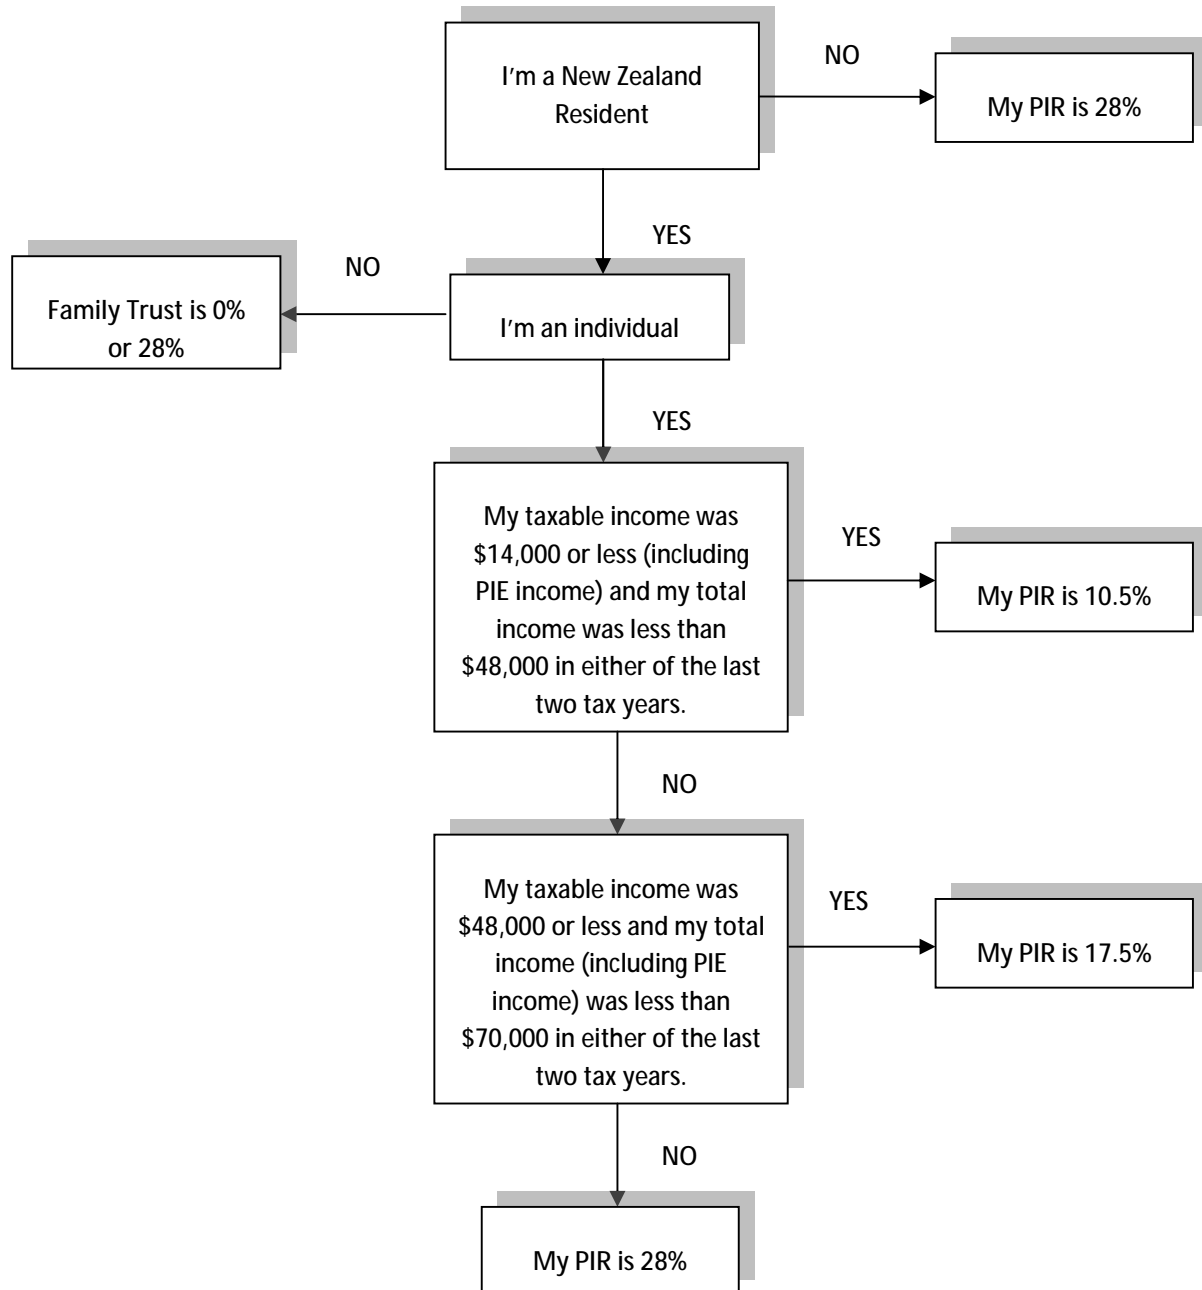 I'm a New Zealand
Resident
NO
My PIR is 28%
YES
NO
Family Trust is 0%
or 28%
I'm an individual
YES
My taxable income was
$14,000 or less (including
PIE income) and my total
income was less than
$48,000 in either of the last
two tax years.
YES
My PIR is 10.5%
NO
My taxable income was
$48,000 or less and my total
income (including PIE
income) was less than
$70,000 in either of the last
two tax years.
YES
My PIR is 17.5%
NO
My PIR is 28%